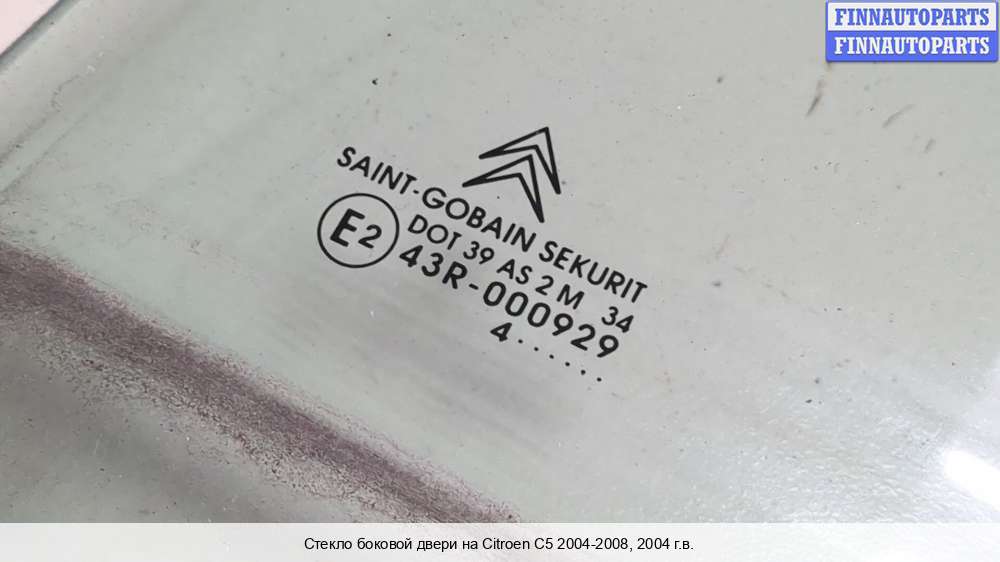 FINNAUTOPARTS
FINNAUTOPARTS
SAINT-GOBAIN SEKURIT
E2
DOT 39 AS 2 M 34
43R-000929
4......
Стекло боковой двери на Citroen C5 2004-2008, 2004 г.в.